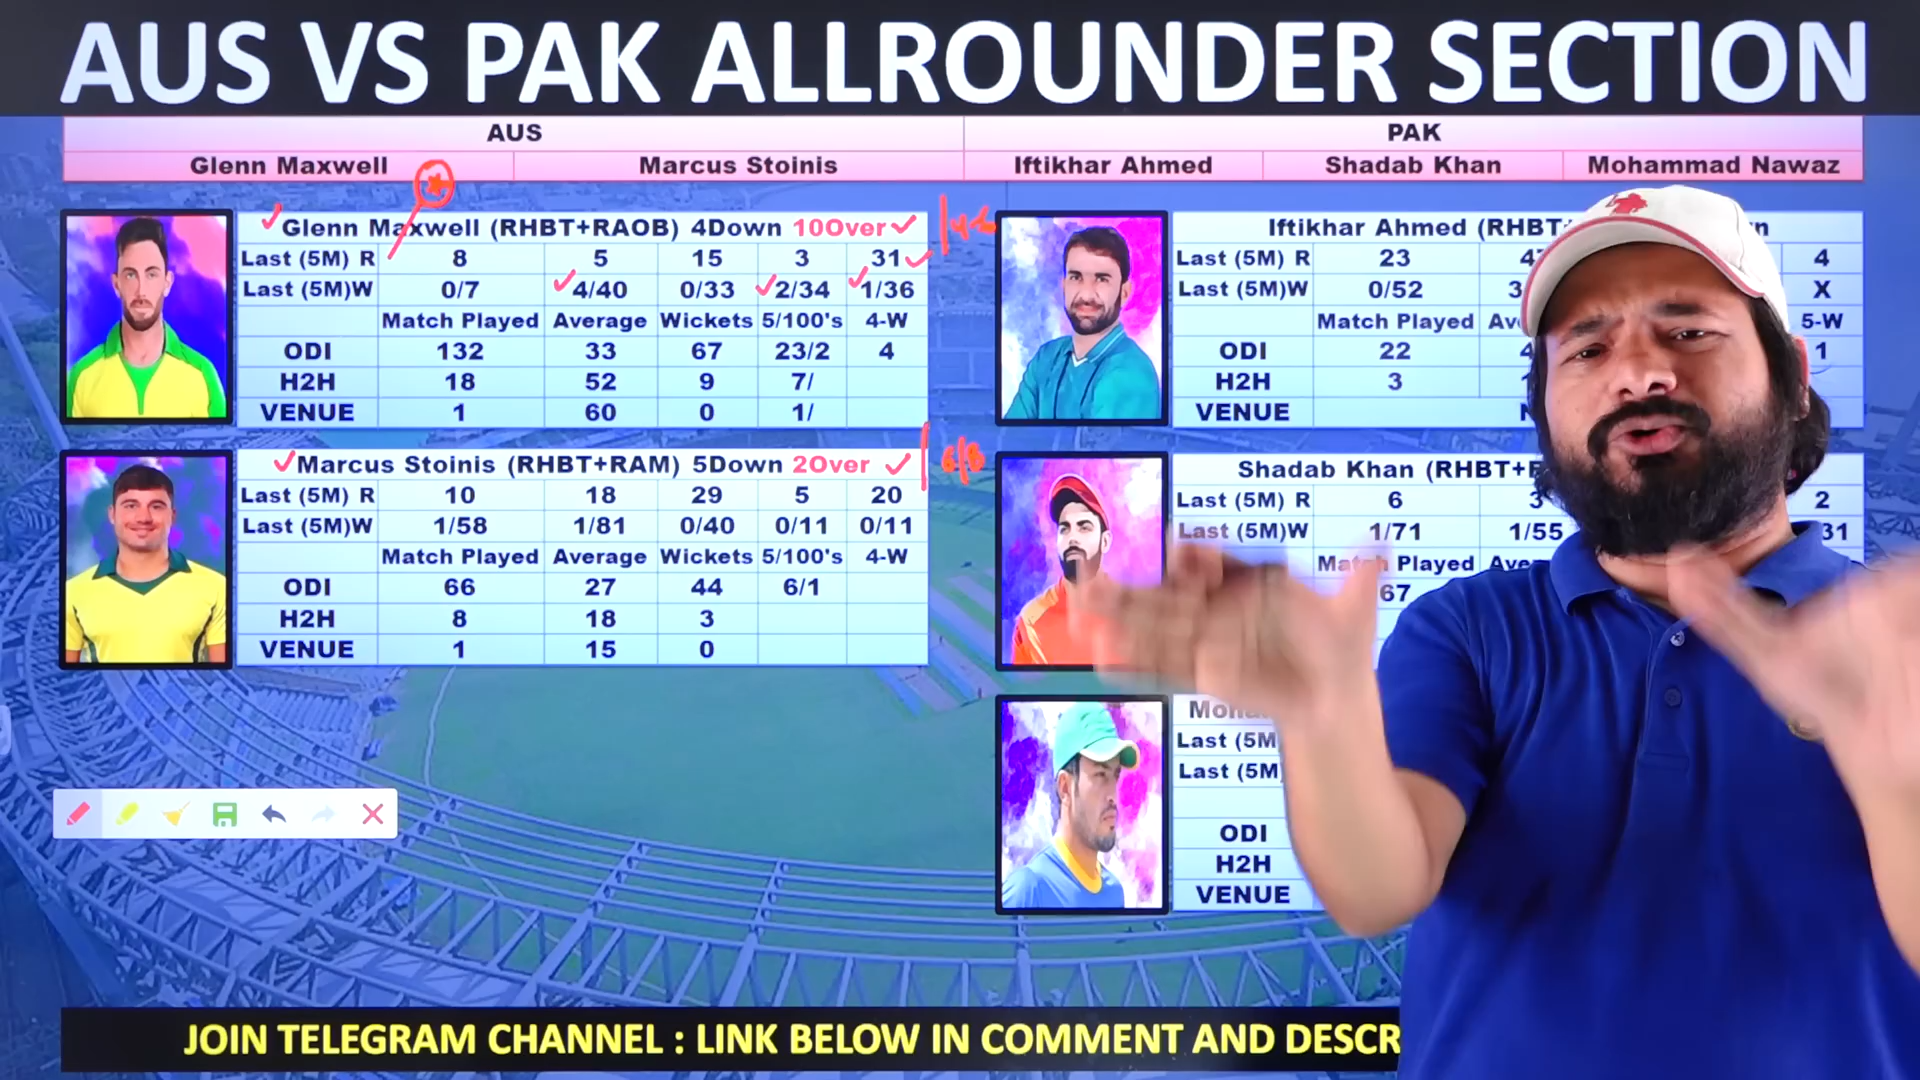 AUS VS PAK ALLROUNDER SECTION
AUS PAK
Glenn Maxwell Marcus Stoinis Iftikhar Ahmed Shadab Khan Mohammad Nawaz
Glenn Maxwell (RHBT+RAOB) 4Down 10Over
Last (5M) R 8 5 15 3 31
Last (5M)W 0/7 4/40 0/33 2/34 1/36
Match Played Average Wickets 5/100's 4-W
ODI 132 33 67 23/2 4
H2H 18 52 9 7/
VENUE 1 60 0 1/
Marcus Stoinis (RHBT+RAM) 5Down 2Over
6/8
Last (5M) R 10 18 29 5 20
Last (5M)W 1/58 1/81 0/40 0/11 0/11
Match Played Average Wickets 5/100's 4-W
ODI 66 27 44 6/1
H2H 8 18 3
VENUE 1 15 0
Iftikhar Ahmed (RHBT
Last (5M) R 23 4
Last (5M)W 0/52 X
Match Played 5-W
ODI 22 1
H2H 3
VENUE
Shadab Khan
Last (5M) R 6 2
Last (5M)W 1/71 1/55
Match Played
67
Last (5M
Last (5M
ODI
H2H
VENUE
JOIN TELEGRAM CHANNEL : LINK BELOW IN COMMENT AND DESCR